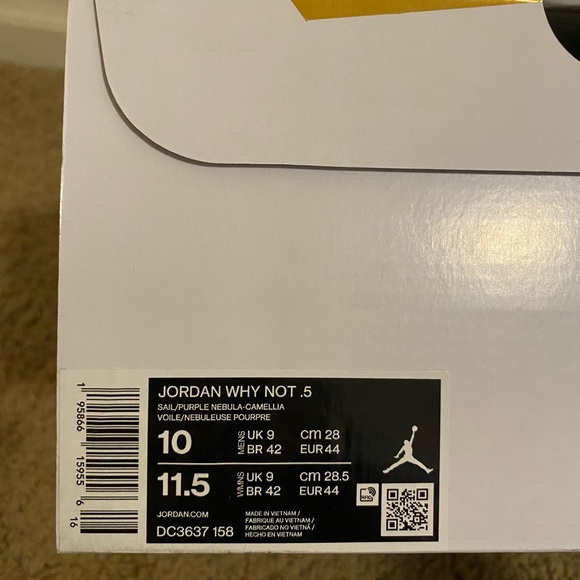 JORDAN WHY NOT .5
SAIL/PURPLE NEBULA-CAMELLIA
VOILE/NEBULEUSE POURPRE
10 MENS UK 9 cm 28
BR 42 EUR 44
11.5 WMNS UK 9 cm 28.5
BR 42 EUR 44
JORDAN.COM
DC3637 158
MADE IN VIETNAM /
FABRIQUE AU VIETNAM /
FABRICADO NO VIETNÃ /
HECHO EN VIETNAM
RFID
1 95866 15955 6
16